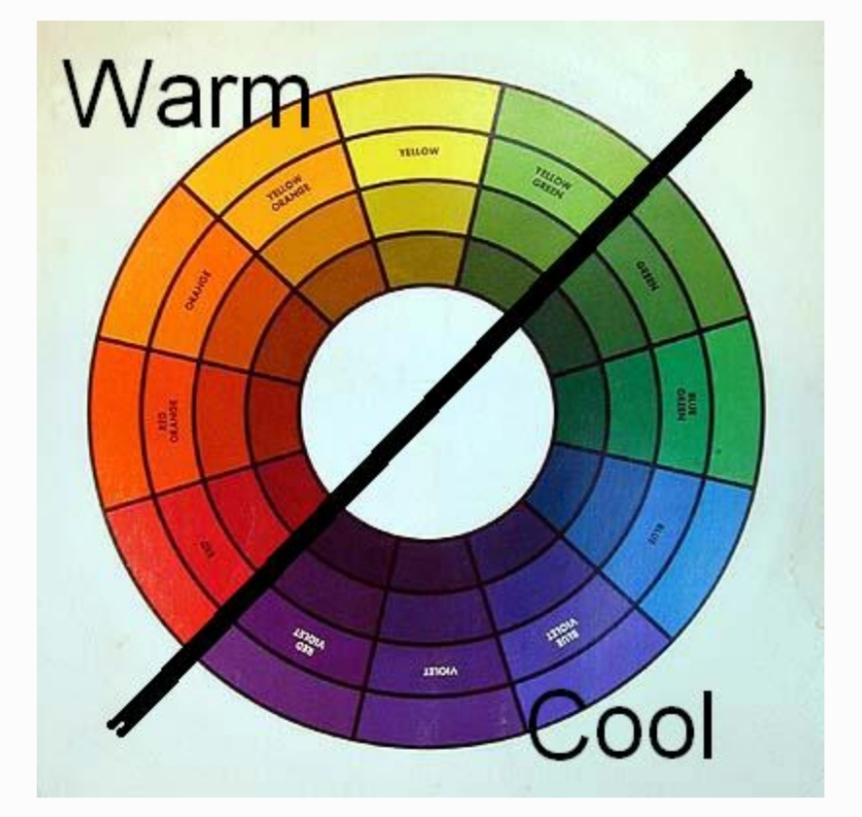 Warm
YELLOW
YELLOW
ORANGE
YELLOW
GREEN
ORANGE
GREEN
RED
ORANGE
BLUE
GREEN
RED
BLUE
RED
VIOLET
BLUE
VIOLET
VIOLET
Cool